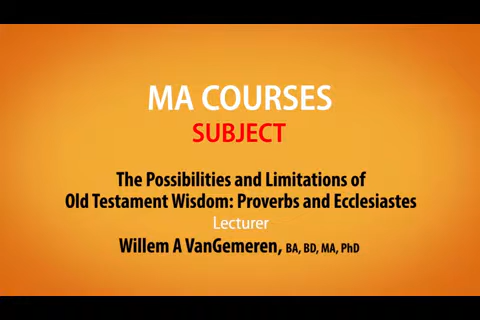 MA COURSES
SUBJECT
The Possibilities and Limitations of
Old Testament Wisdom: Proverbs and Ecclesiastes
Lecturer
Willem A VanGemeren, BA, BD, MA, PhD